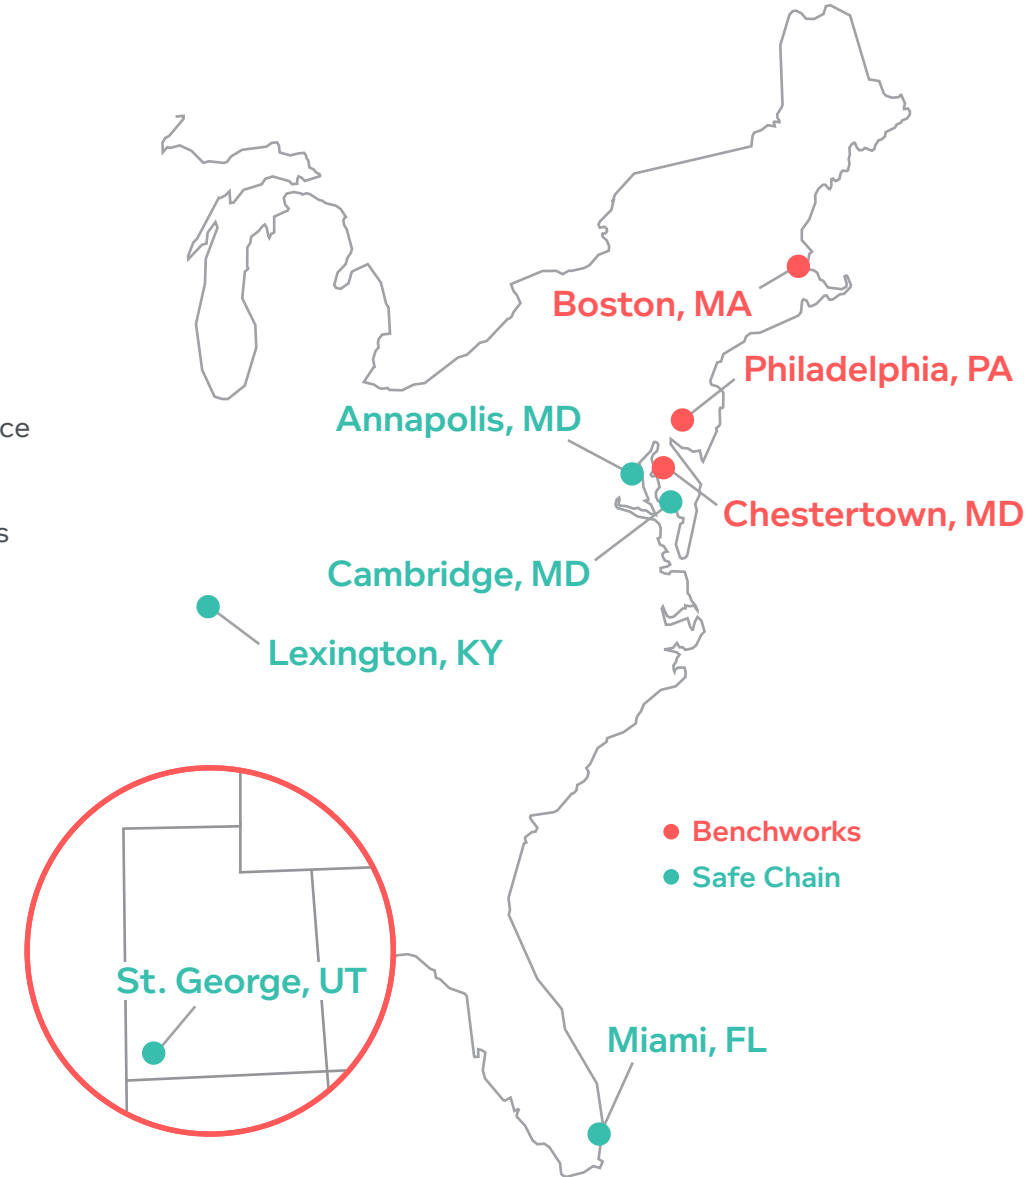 Boston, MA
Philadelphia, PA
Annapolis, MD
ce
Chestertown, MD
s
Cambridge, MD
Lexington, KY
Benchworks
Safe Chain
St. George, UT
Miami, FL